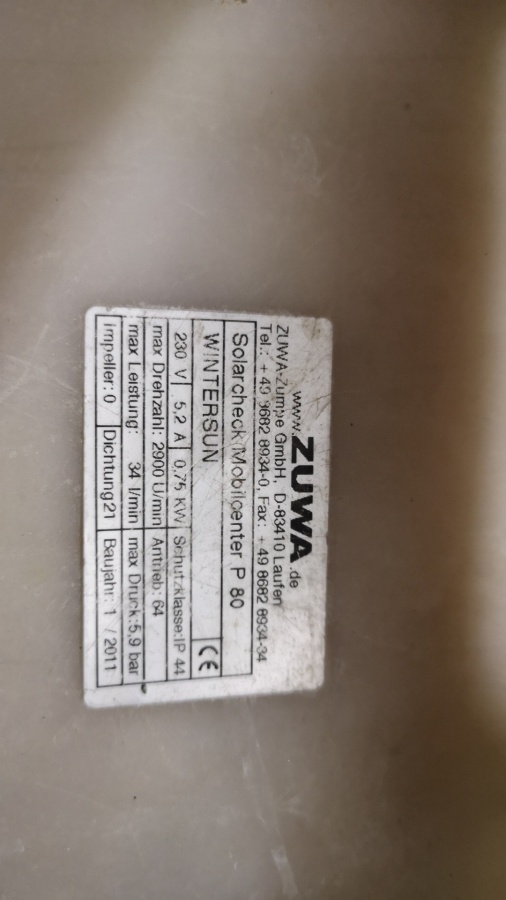 www.ZUWA.de
ZUWA-Zumpe GmbH, D-83410 Laufen
Tel.: + 49 8682 8934-0, Fax: + 49 8682 8934-34
Solarcheck Mobilcenter P 80
WINTERSUN CE
230 V 5,2 A 0,75 KW Schutzklasse:IP 44
max Drehzahl: 2900 U/min Antrieb: 64
max Leistung: 34 l/min max Druck:5,9 bar
Impeller: 0 Dichtung21 Baujahr: 1 / 2011